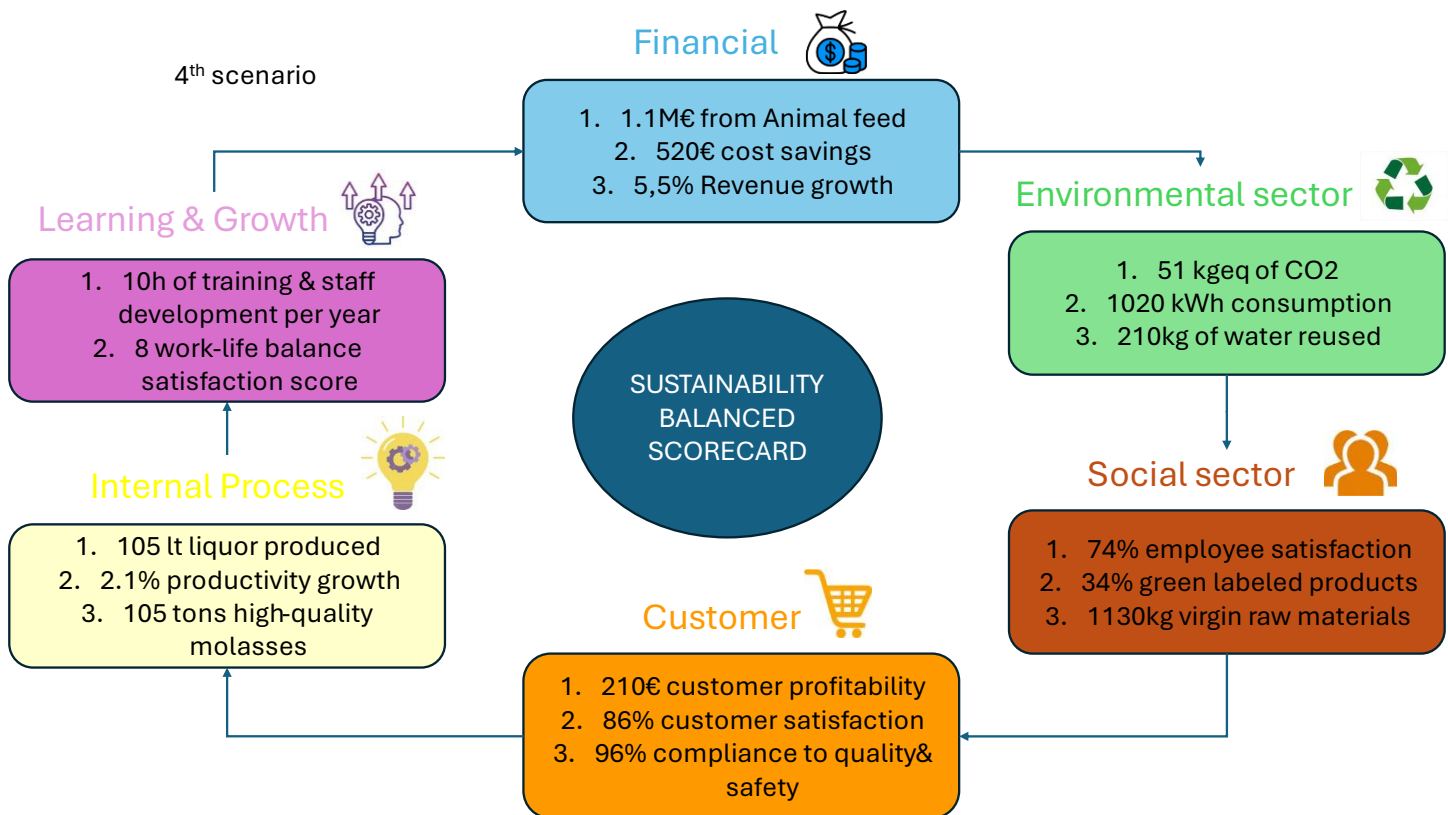 4th scenario
Financial
1. 1.1M€ from Animal feed
2. 520€ cost savings
3. 5,5% Revenue growth
Environmental sector
1. 51 kgeq of CO2
2. 1020 kWh consumption
3. 210kg of water reused
Social sector
1. 74% employee satisfaction
2. 34% green labeled products
3. 1130kg virgin raw materials
Customer
1. 210€ customer profitability
2. 86% customer satisfaction
3. 96% compliance to quality&
safety
Internal Process
1. 105 lt liquor produced
2. 2.1% productivity growth
3. 105 tons high-quality
molasses
Learning & Growth
1. 10h of training & staff
development per year
2. 8 work-life balance
satisfaction score
SUSTAINABILITY
BALANCED
SCORECARD